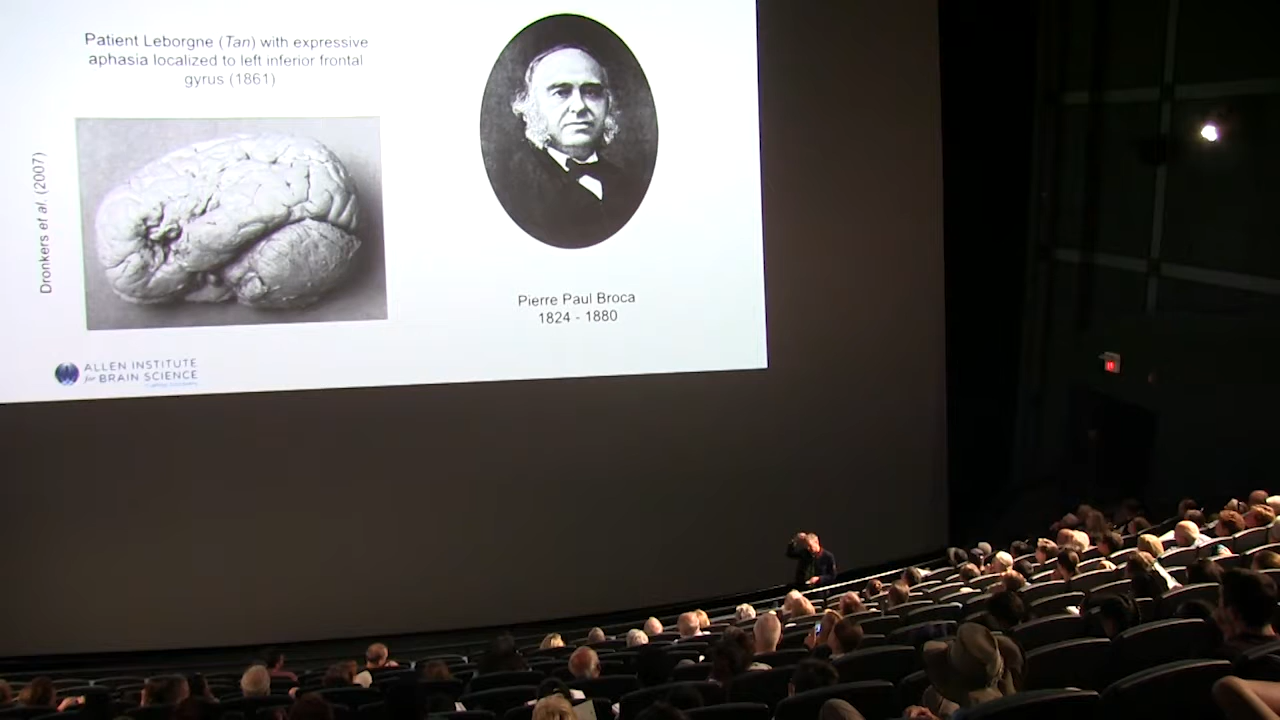 Patient Leborgne (Tan) with expressive
aphasia localized to left inferior frontal
gyrus (1861)
Dronkers et al. (2007)
Pierre Paul Broca
1824 - 1880
ALLEN INSTITUTE
for BRAIN SCIENCE